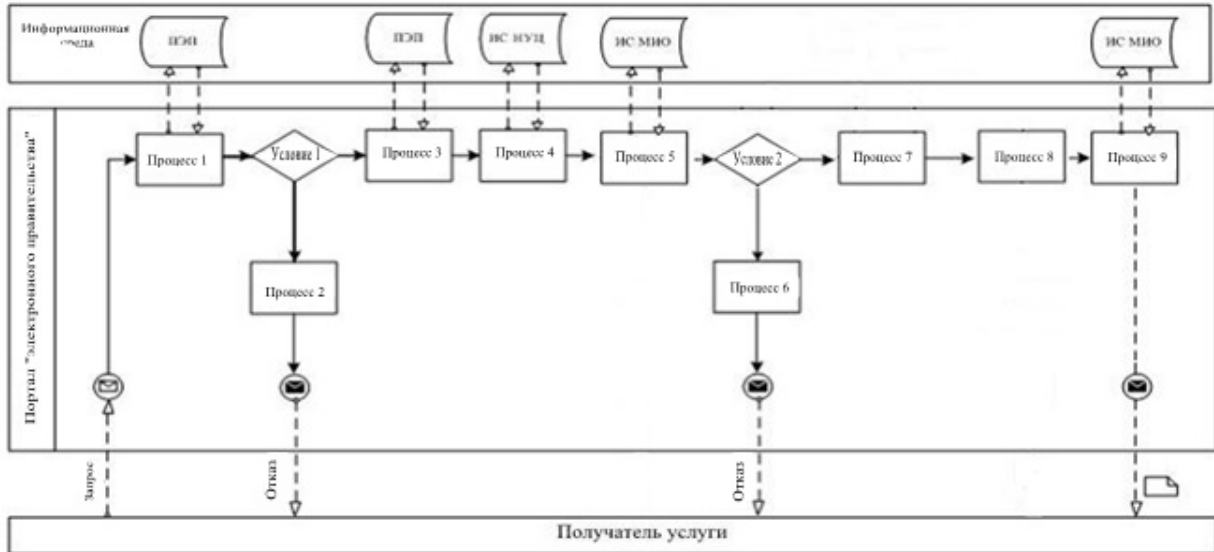 Информационная
среда
ПЭП
ПЭП
ИС НУЦ
ИС МИО
ИС МИО
Портал "электронного правительства"
Процесс 1
Условие 1
Процесс 3
Процесс 4
Процесс 5
Условие 2
Процесс 7
Процесс 8
Процесс 9
Процесс 2
Процесс 6
Запрос
Отказ
Отказ
Получатель услуги